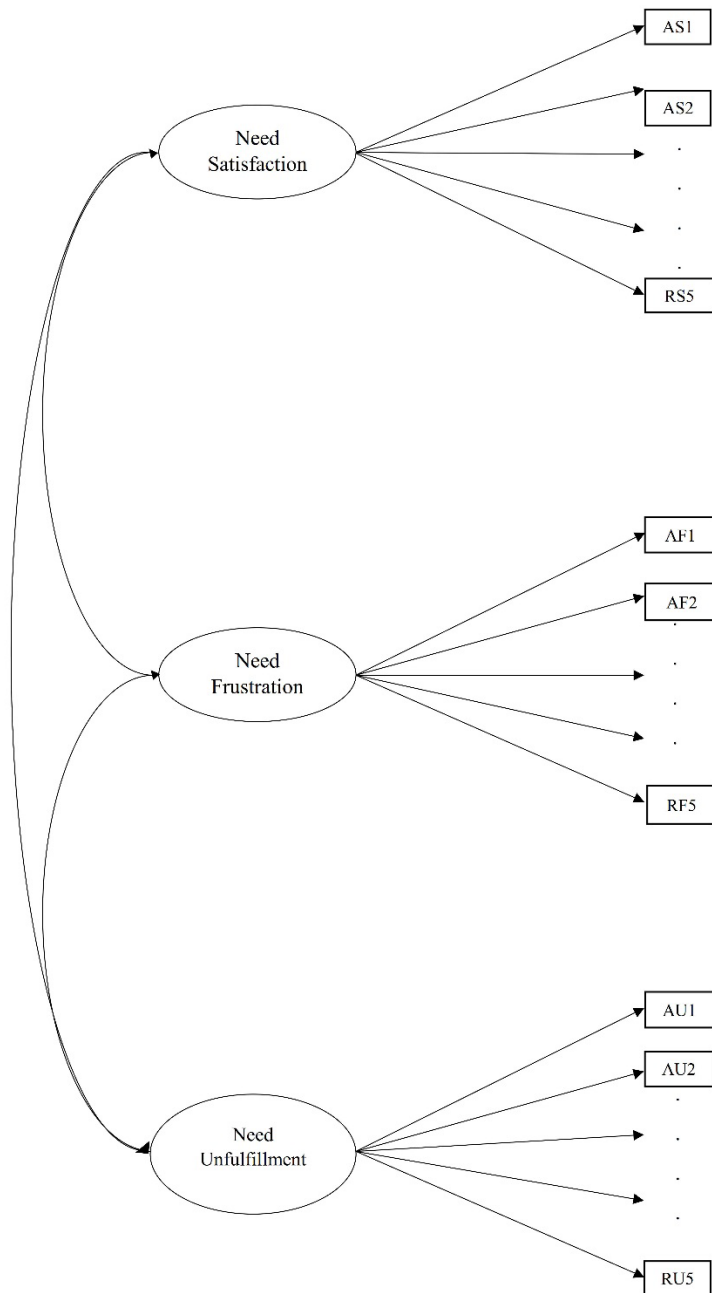 AS1
AS2
Need
Satisfaction
.
.
.
.
RS5
AF1
AF2
Need
Frustration
.
.
.
.
RF5
AU1
AU2
Need
Unfulfillment
.
.
.
.
RU5